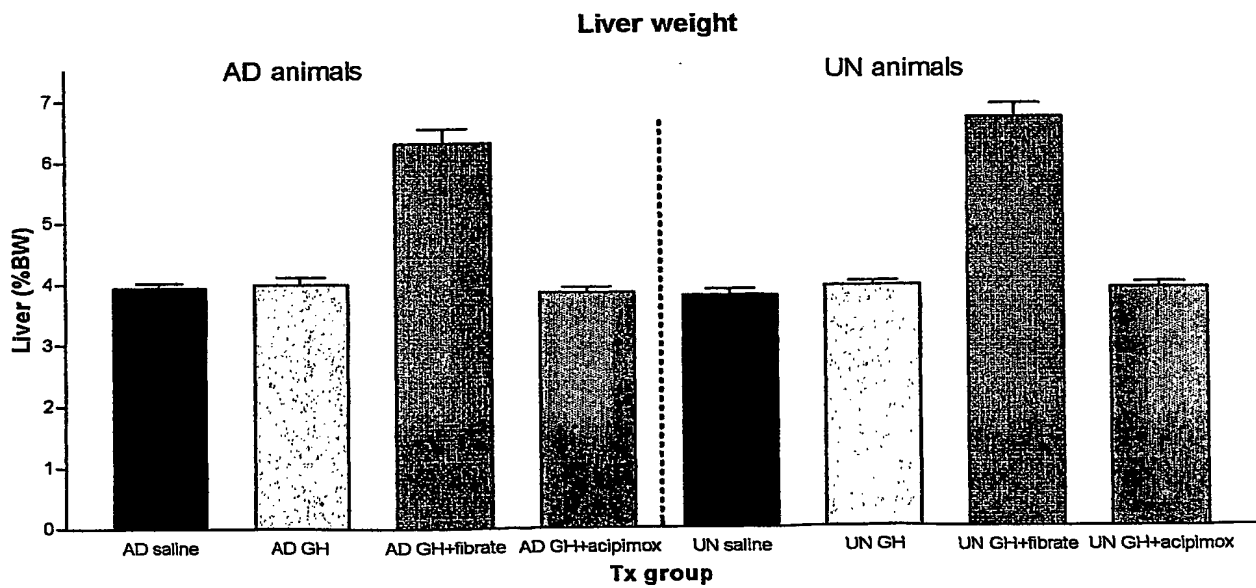 Liver weight
AD animals
UN animals
Liver (%BW)
7
6
5
4
3
2
1
0
AD saline
AD GH
AD GH+fibrate
AD GH+acipimox
UN saline
UN GH
UN GH+fibrate
UN GH+acipimox
Tx group